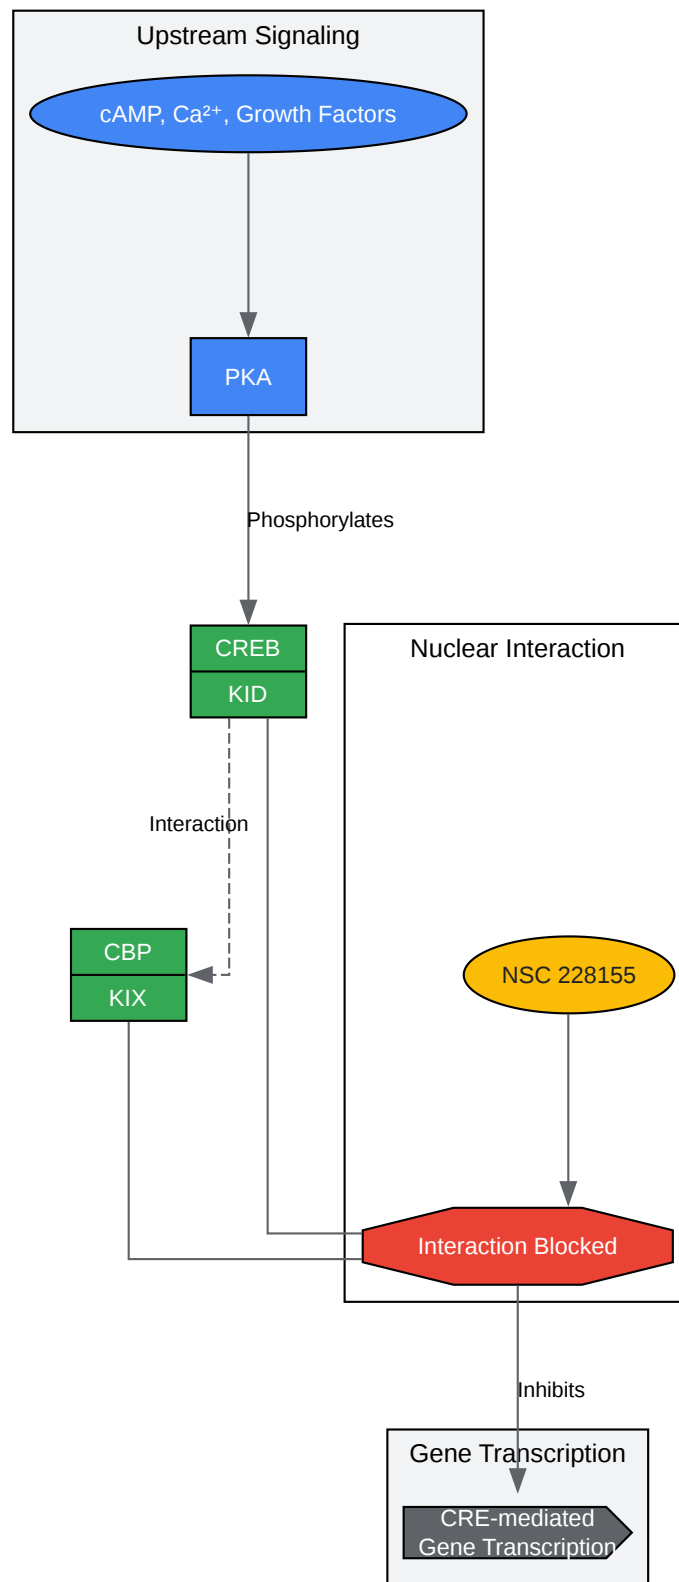 Upstream Signaling
cAMP, Ca²⁺, Growth Factors
PKA
Phosphorylates
CREB
KID
Nuclear Interaction
Interaction
CBP
KIX
NSC 228155
Interaction Blocked
Inhibits
Gene Transcription
CRE-mediated
Gene Transcription